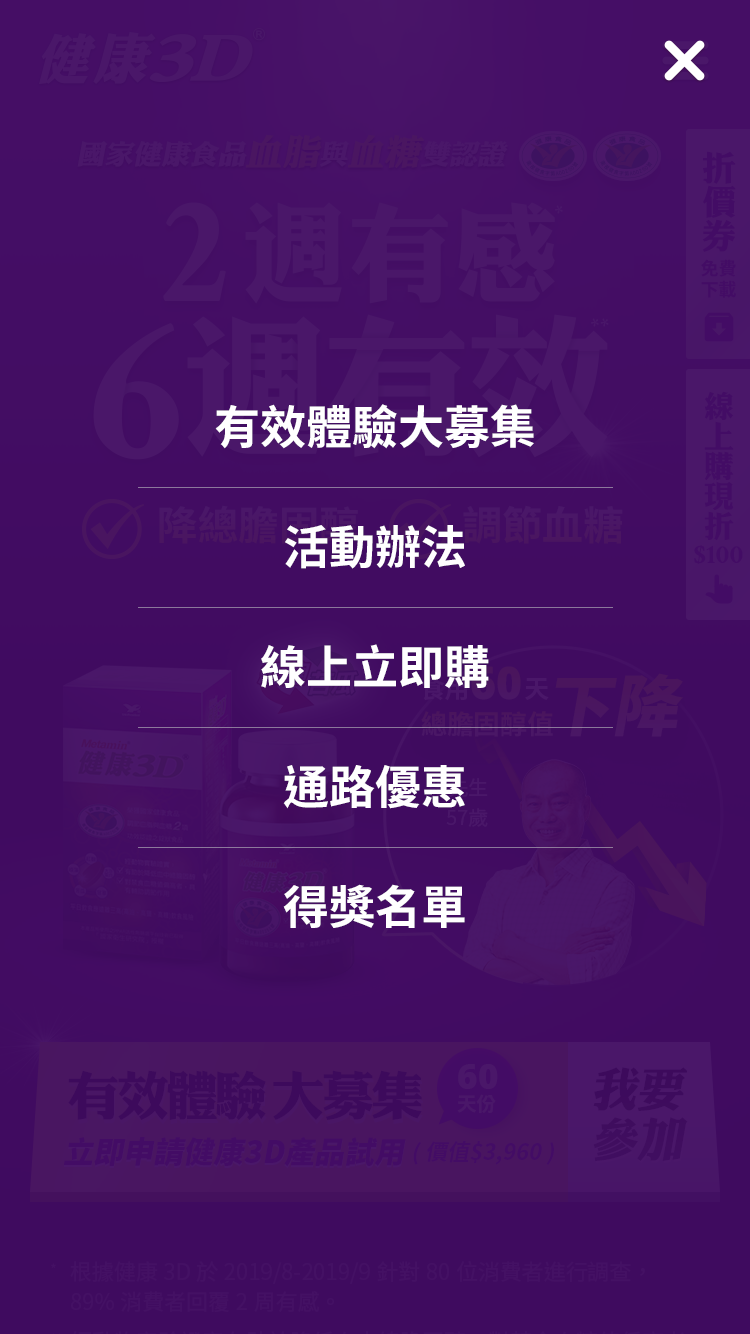 健康3D®
國家健康食品血脂與血糖雙認證
折價券
免費下載
2週有感
6週有效
線上購現折$100
有效體驗大募集
降總膽固醇
調節血糖
活動辦法
線上立即購
天
下降
總膽固醇值
健康3D
通路優惠
57歲
得獎名單
有效體驗大募集
60天份
我要參加
立即申請健康3D產品試用(價值$3,960)
根據健康 3D 於 2019/8-2019/9 針對 80 位消費者進行調查,
89% 消費者回覆 2 周有感。